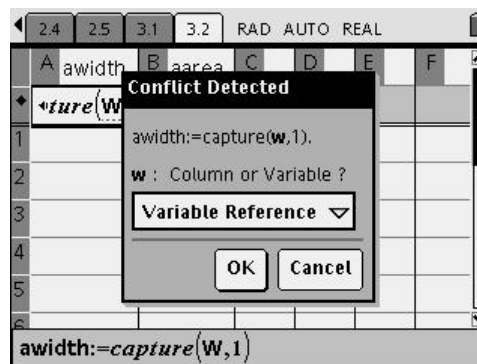 2.4 2.5 3.1 3.2 RAD AUTO REAL
A awidth B aarea C D E F
Conflict Detected
◆ ture(W
awidth:=capture(w,1).
w : Column or Variable ?
Variable Reference
OK Cancel
1
2
3
4
5
6
awidth:=capture(W,1)